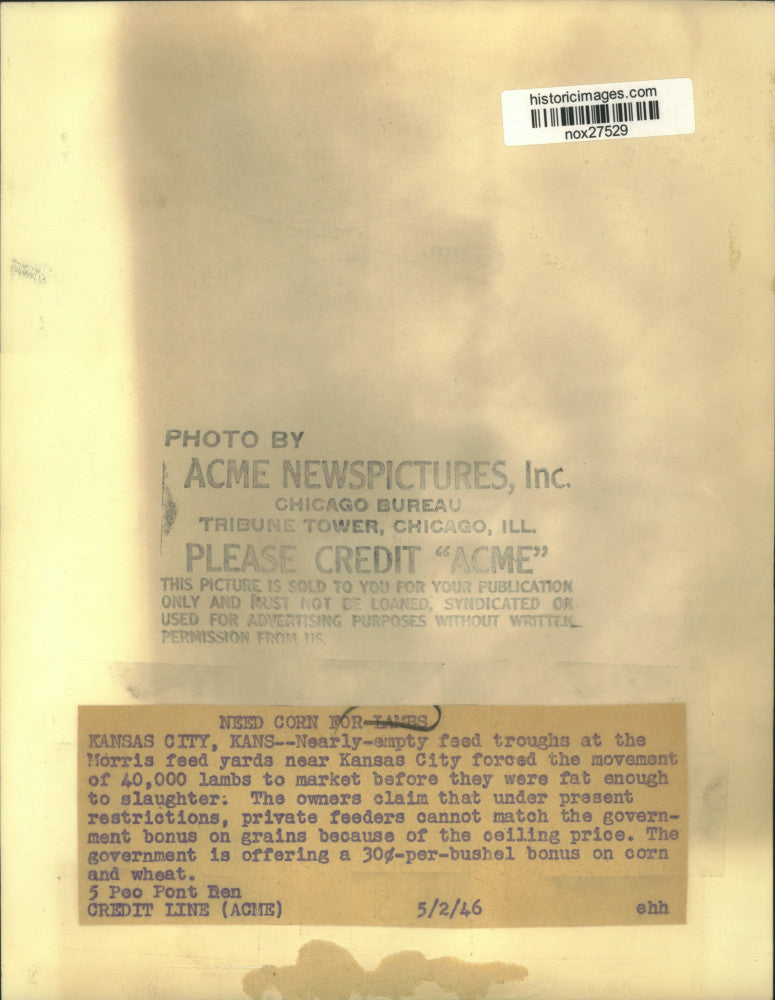 historicimages.com
nox27529
PHOTO BY
ACME NEWSPICTURES, Inc.
CHICAGO BUREAU
TRIBUNE TOWER, CHICAGO, ILL.
PLEASE CREDIT “ACME”
THIS PICTURE IS SOLD TO YOU FOR YOUR PUBLICATION
ONLY AND MUST NOT BE LOANED, SYNDICATED OR
USED FOR ADVERTISING PURPOSES WITHOUT WRITTEN
PERMISSION FROM US.
NEED CORN FOR LAMBS
KANSAS CITY, KANS--Nearly-empty feed troughs at the
Morris feed yards near Kansas City forced the movement
of 40,000 lambs to market before they were fat enough
to slaughter. The owners claim that under present
restrictions, private feeders cannot match the govern-
ment bonus on grains because of the ceiling price. The
government is offering a 30¢-per-bushel bonus on corn
and wheat.
5 Peo Pont Den
CREDIT LINE (ACME) 5/2/46 ehh